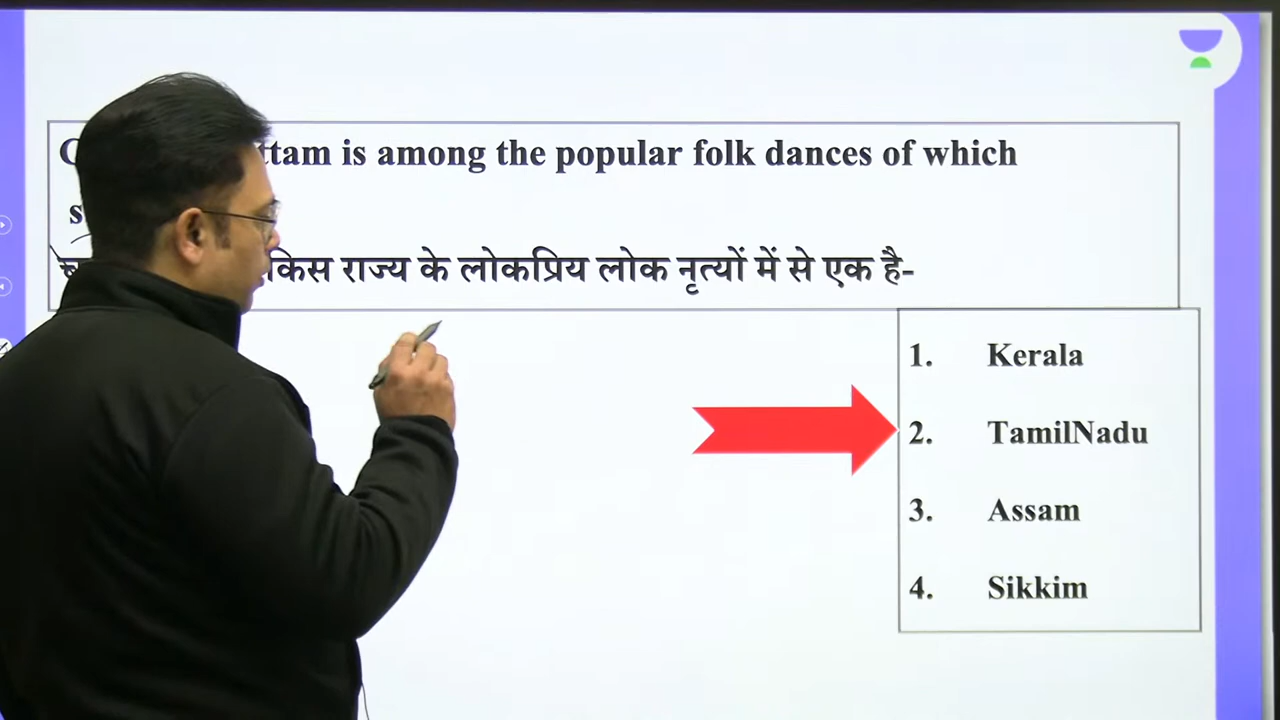 ttam is among the popular folk dances of which
किस राज्य के लोकप्रिय लोक नृत्यों में से एक है-
1. Kerala
2. TamilNadu
3. Assam
4. Sikkim